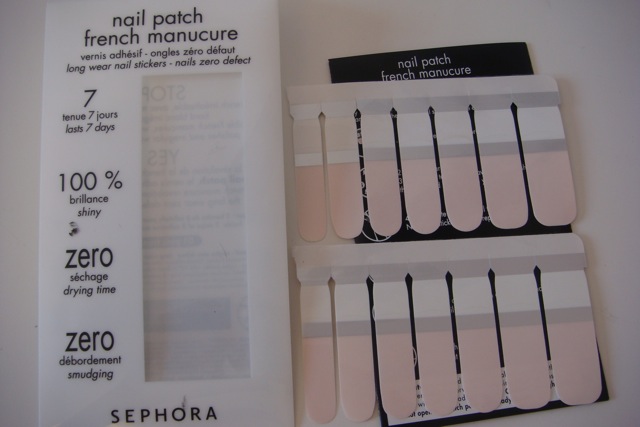 nail patch
french manucure
vernis adhésif - ongles zéro défaut
long wear nail stickers - nails zero defect
7
tenue 7 jours
lasts 7 days
100 %
brillance
shiny
zero
séchage
drying time
zero
débordement
smudging
SEPHORA
STOP
YES
nail patch
french manucure